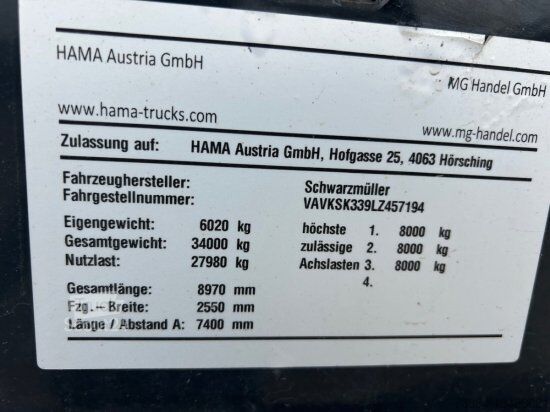 HAMA Austria GmbH
MG Handel GmbH
www.hama-trucks.com
www.mg-handel.com
Zulassung auf: HAMA Austria GmbH, Hofgasse 25, 4063 Hörsching
Fahrzeughersteller: Schwarzmüller
Fahrgestellnummer: VAVKSK339LZ457194
Eigengewicht: 6020 kg höchste 1. 8000 kg
Gesamtgewicht: 34000 kg zulässige 2. 8000 kg
Nutzlast: 27980 kg Achslasten 3. 8000 kg
4.
Gesamtlänge: 8970 mm
Fzg. – Breite: 2550 mm
Länge / Abstand A: 7400 mm